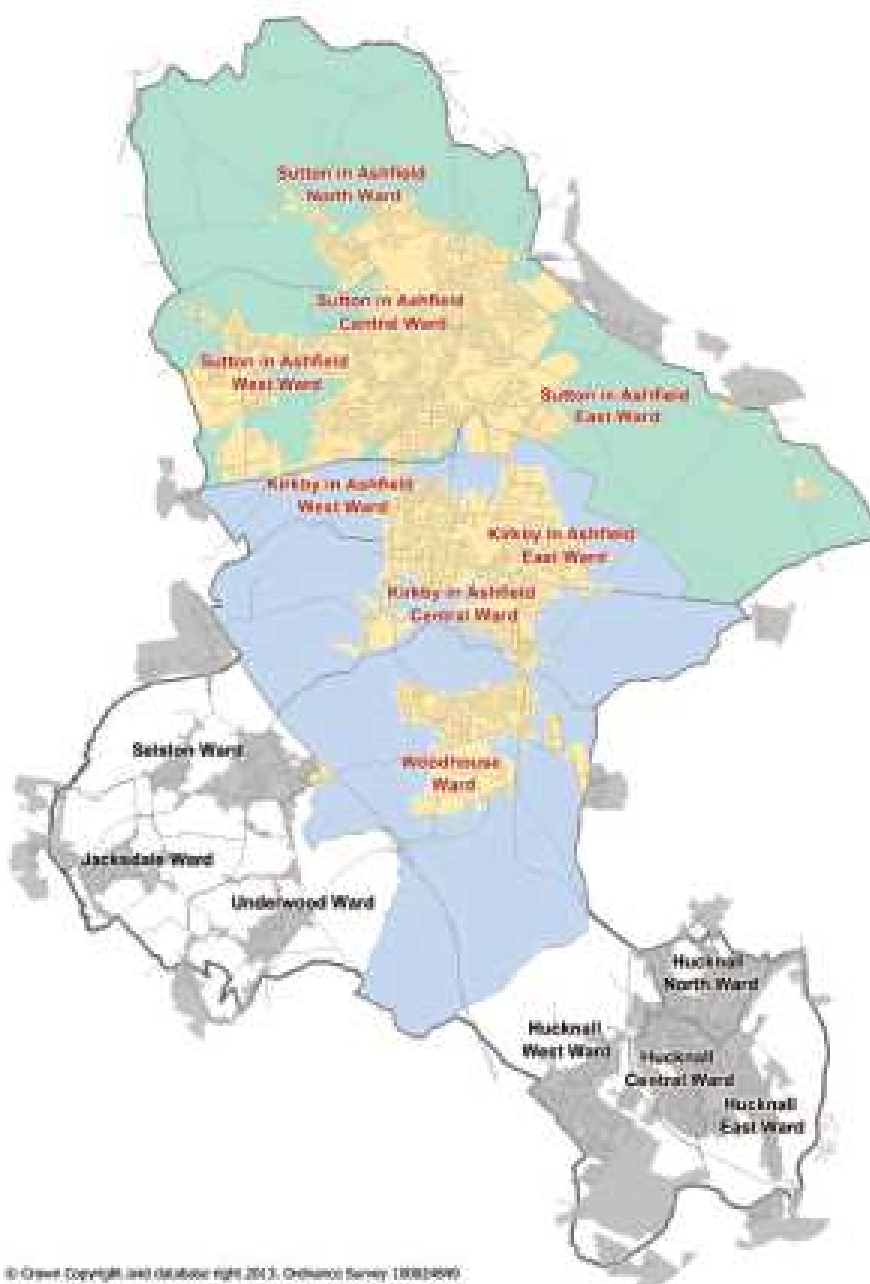 Sutton in Ashfield
North Ward
Sutton in Ashfield
Central Ward
Sutton in Ashfield
West Ward
Sutton in Ashfield
East Ward
Kirkby in Ashfield
West Ward
Kirkby in Ashfield
East Ward
Kirkby in Ashfield
Central Ward
Selston Ward
Woodhouse
Ward
Jacksdale Ward
Underwood Ward
Hucknall
North Ward
Hucknall
West Ward
Hucknall
Central Ward
Hucknall
East Ward
© Crown Copyright and database right 2013. Ordnance Survey